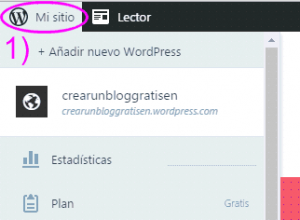 Mi sitio Lector
1)
+ Añadir nuevo WordPress
crearunbloggratisen
crearunbloggratisen.wordpress.com
Estadísticas
Plan Gratis